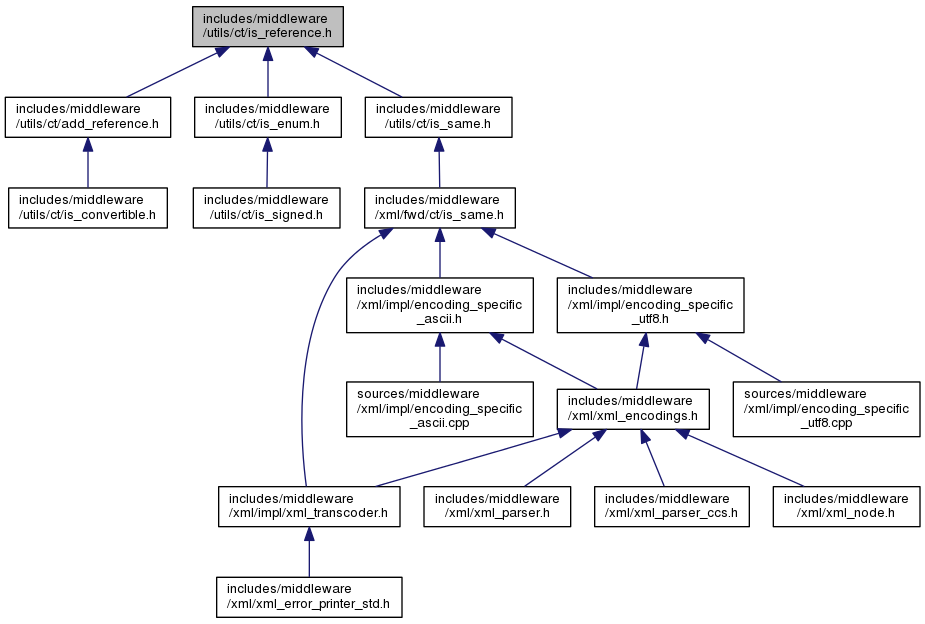 includes/middleware
/utils/ct/is_reference.h
includes/middleware
/utils/ct/add_reference.h
includes/middleware
/utils/ct/is_enum.h
includes/middleware
/utils/ct/is_same.h
includes/middleware
/utils/ct/is_convertible.h
includes/middleware
/utils/ct/is_signed.h
includes/middleware
/xml/fwd/ct/is_same.h
includes/middleware
/xml/impl/encoding_specific
_ascii.h
includes/middleware
/xml/impl/encoding_specific
_utf8.h
sources/middleware
/xml/impl/encoding_specific
_ascii.cpp
includes/middleware
/xml/xml_encodings.h
sources/middleware
/xml/impl/encoding_specific
_utf8.cpp
includes/middleware
/xml/impl/xml_transcoder.h
includes/middleware
/xml/xml_parser.h
includes/middleware
/xml/xml_parser_ccs.h
includes/middleware
/xml/xml_node.h
includes/middleware
/xml/xml_error_printer_std.h